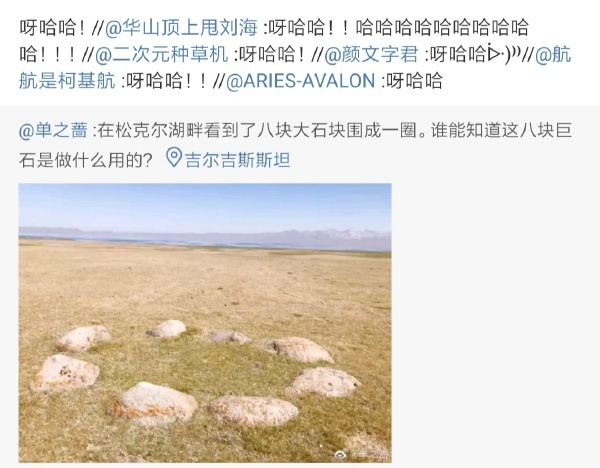 呀哈哈！//@华山顶上甩刘海 :呀哈哈！！哈哈哈哈哈哈哈哈哈
哈！！！//@二次元种草机 :呀哈哈！//@颜文字君 :呀哈哈ᐕ)⁾⁾//@航
航是柯基航 :呀哈哈！！//@ARIES-AVALON :呀哈哈
@单之蔷 :在松克尔湖畔看到了八块大石块围成一圈。谁能知道这八块巨
石是做什么用的？ 吉尔吉斯斯坦
@单之蔷